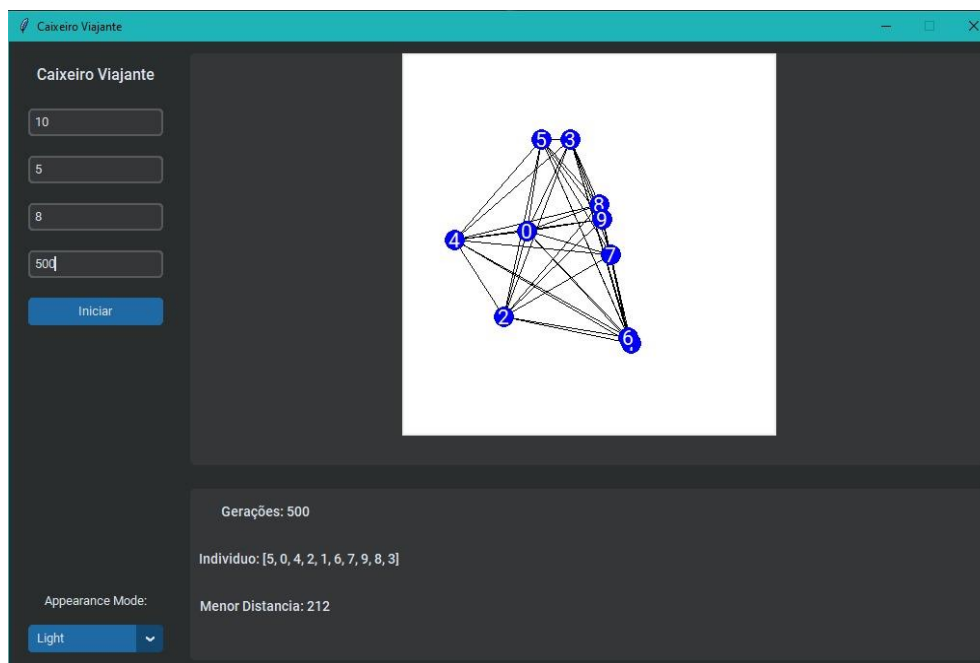 Caixeiro Viajante
Caixeiro Viajante
10
5
8
500
Iniciar
5 3
8
9
0
4
7
2
6
Gerações: 500
Individuo: [5, 0, 4, 2, 1, 6, 7, 9, 8, 3]
Menor Distancia: 212
Appearance Mode:
Light